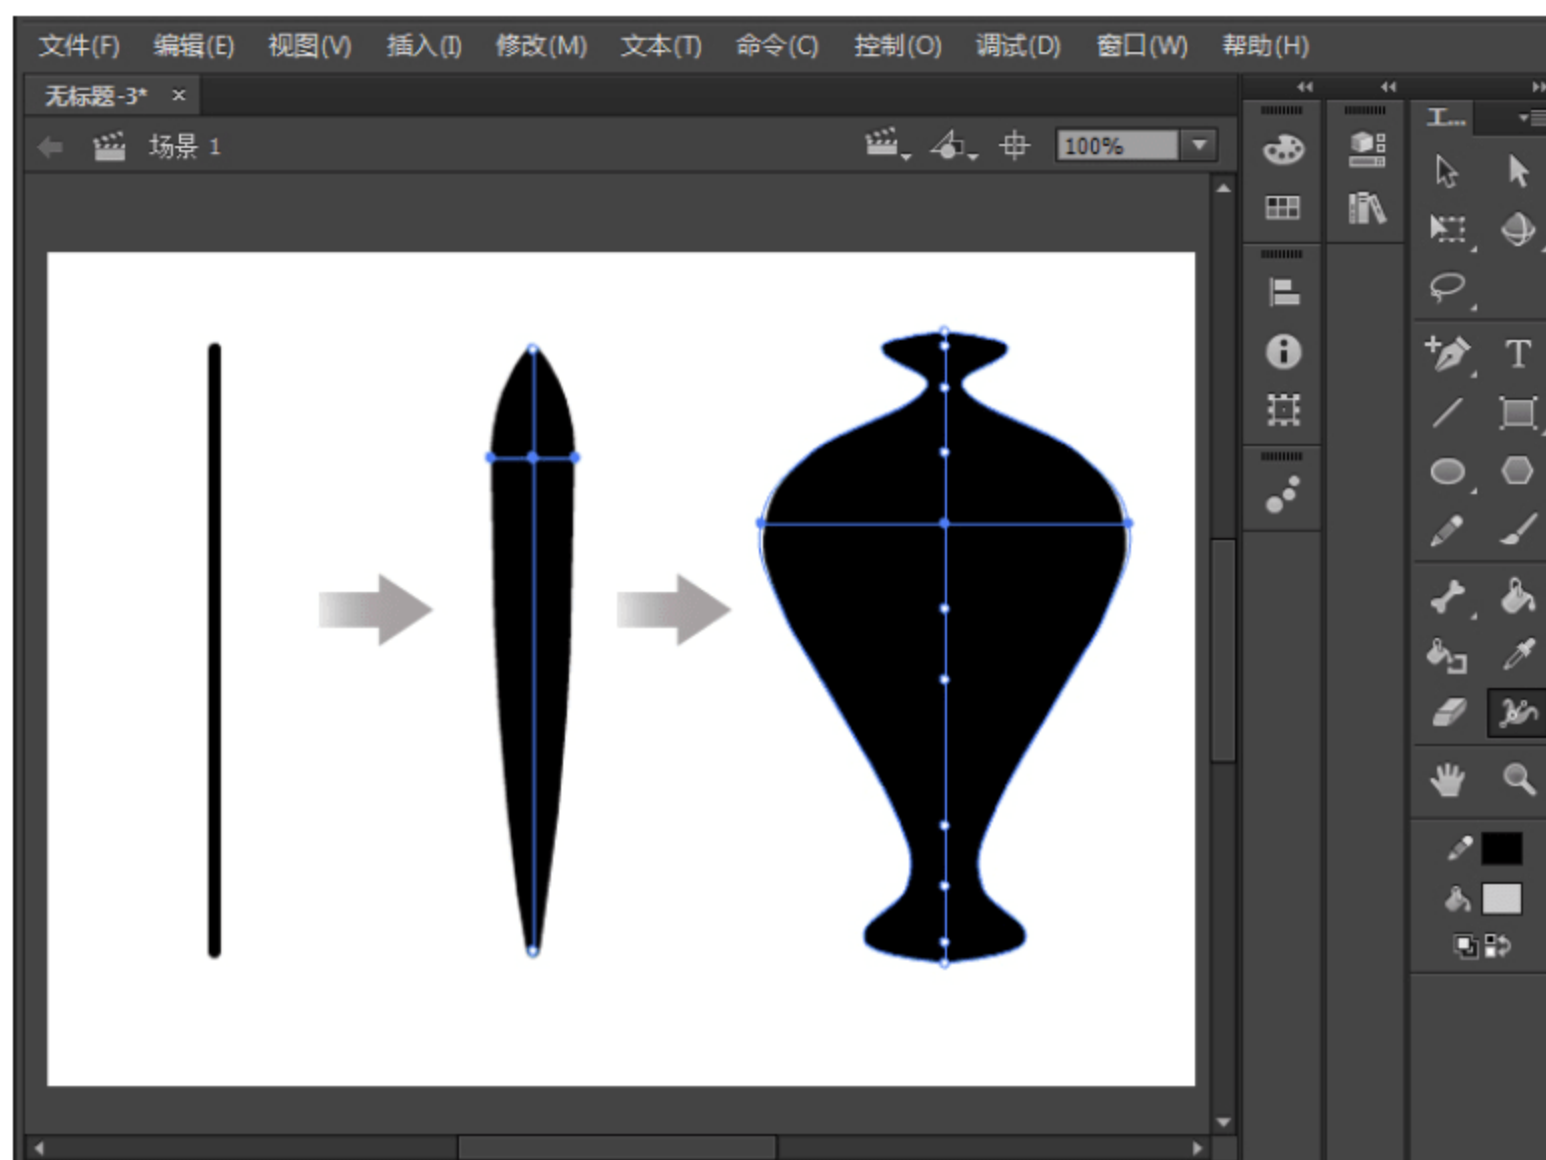 文件(F) 编辑(E) 视图(V) 插入(I) 修改(M) 文本(T) 命令(C) 控制(O) 调试(D) 窗口(W) 帮助(H)
无标题-3* ×
场景 1 100%
工...
T